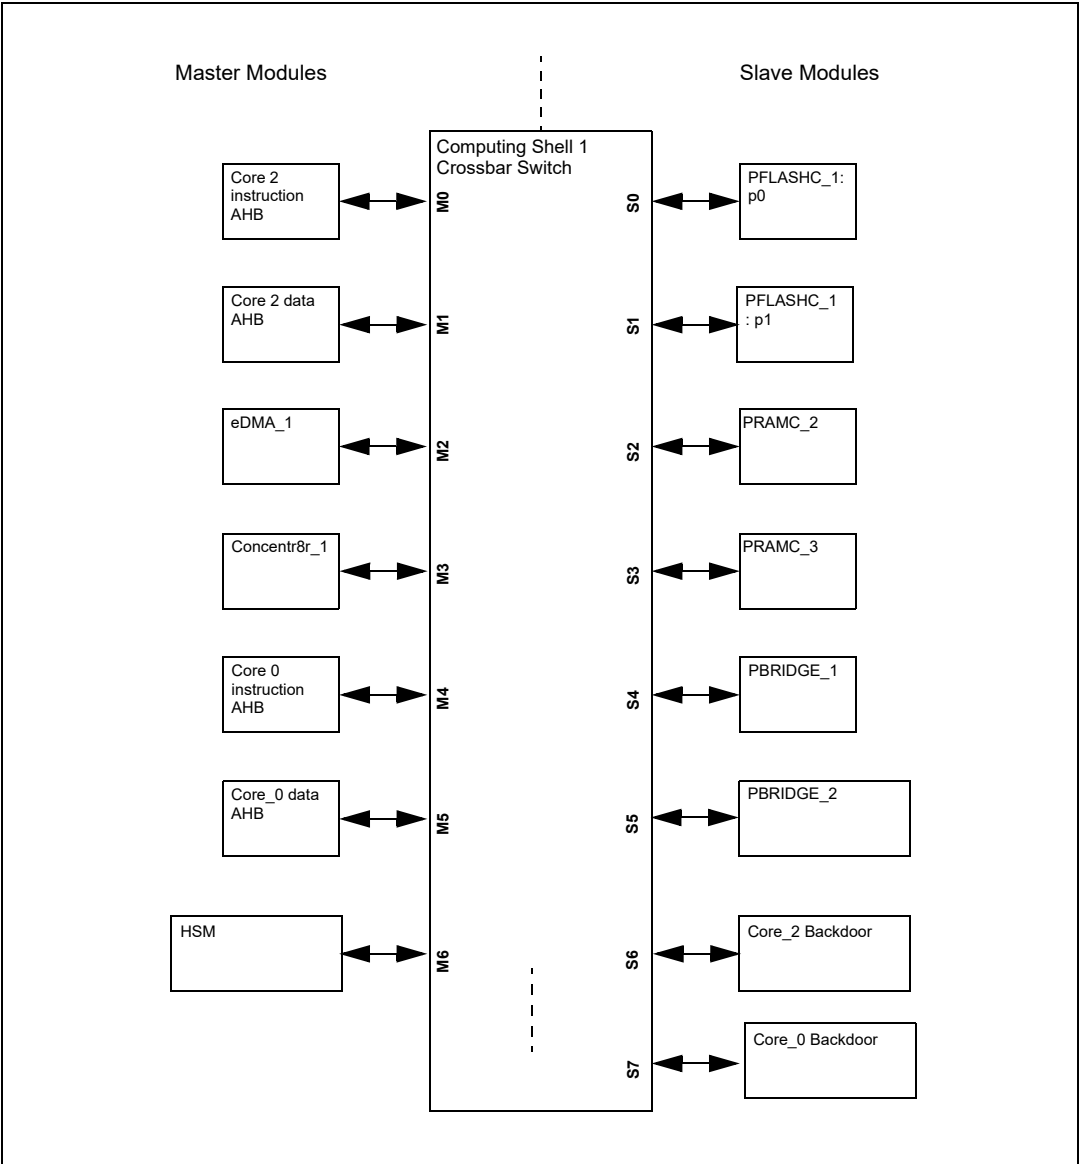 Master Modules
Slave Modules
Computing Shell 1
Crossbar Switch
Core 2
instruction
AHB
M0
S0
PFLASHC_1:
p0
Core 2 data
AHB
M1
S1
PFLASHC_1
: p1
eDMA_1
M2
S2
PRAMC_2
Concentr8r_1
M3
S3
PRAMC_3
Core 0
instruction
AHB
M4
S4
PBRIDGE_1
Core_0 data
AHB
M5
S5
PBRIDGE_2
HSM
M6
S6
Core_2 Backdoor
S7
Core_0 Backdoor